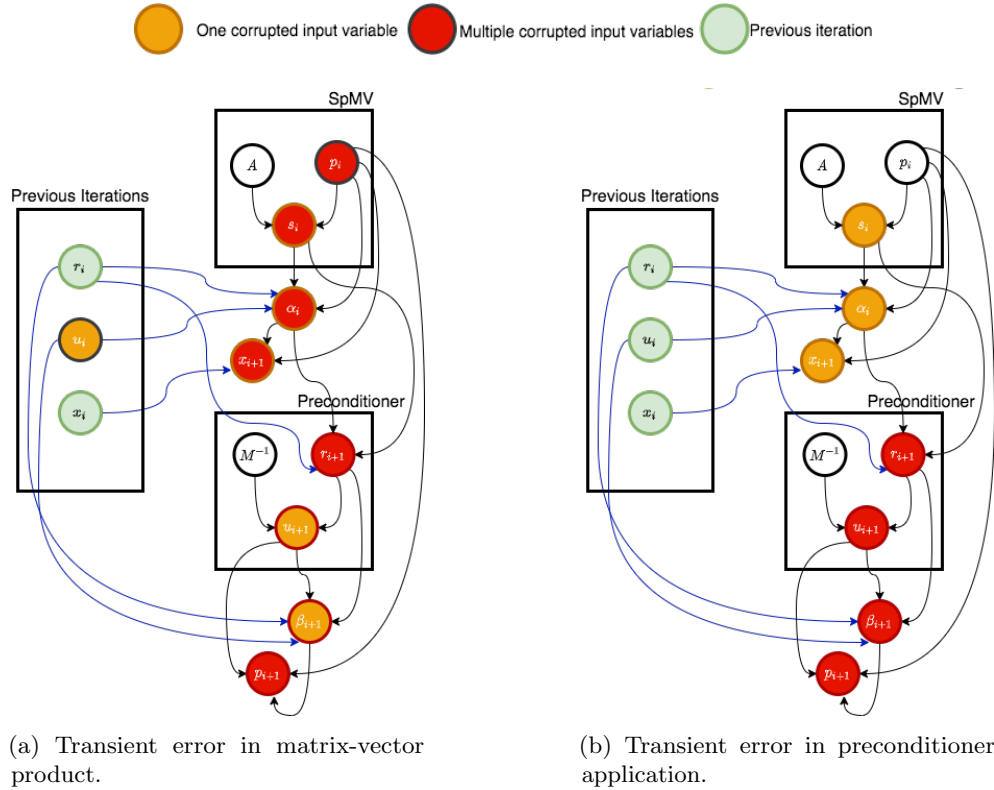 One corrupted input variable
Multiple corrupted input variables
Previous iteration
SpMV
A
p_i
s_i
Previous Iterations
r_i
u_i
x_i
α_i
x_{i+1}
Preconditioner
M^{-1}
r_{i+1}
u_{i+1}
β_{i+1}
p_{i+1}
(a) Transient error in matrix-vector
product.
SpMV
A
p_i
s_i
Previous Iterations
r_i
u_i
x_i
α_i
x_{i+1}
Preconditioner
M^{-1}
r_{i+1}
u_{i+1}
β_{i+1}
p_{i+1}
(b) Transient error in preconditioner
application.